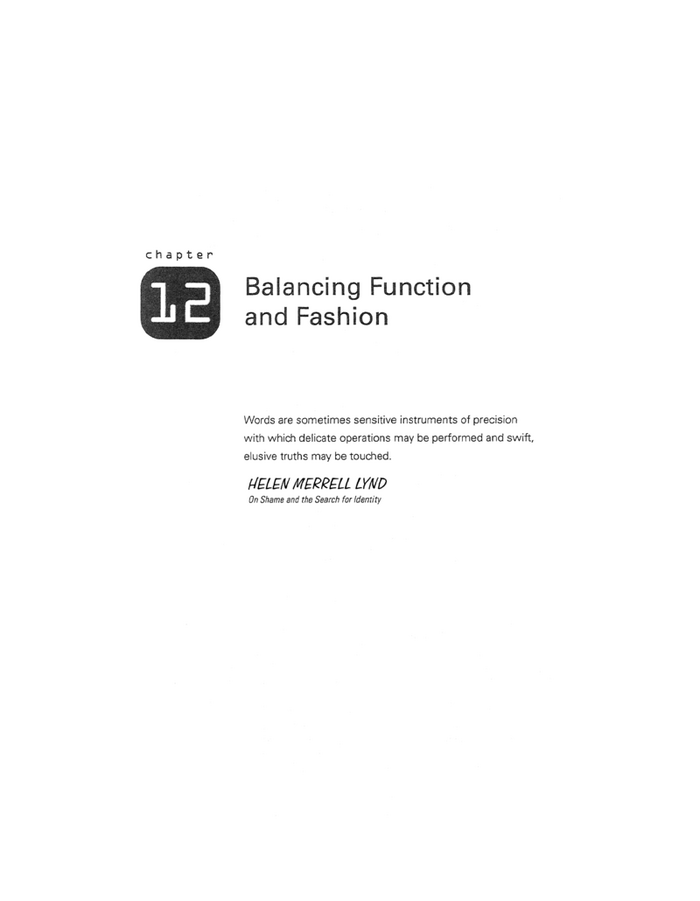 chapter
12
Balancing Function
and Fashion
Words are sometimes sensitive instruments of precision
with which delicate operations may be performed and swift,
elusive truths may be touched.
HELEN MERRELL LYND
On Shame and the Search for Identity